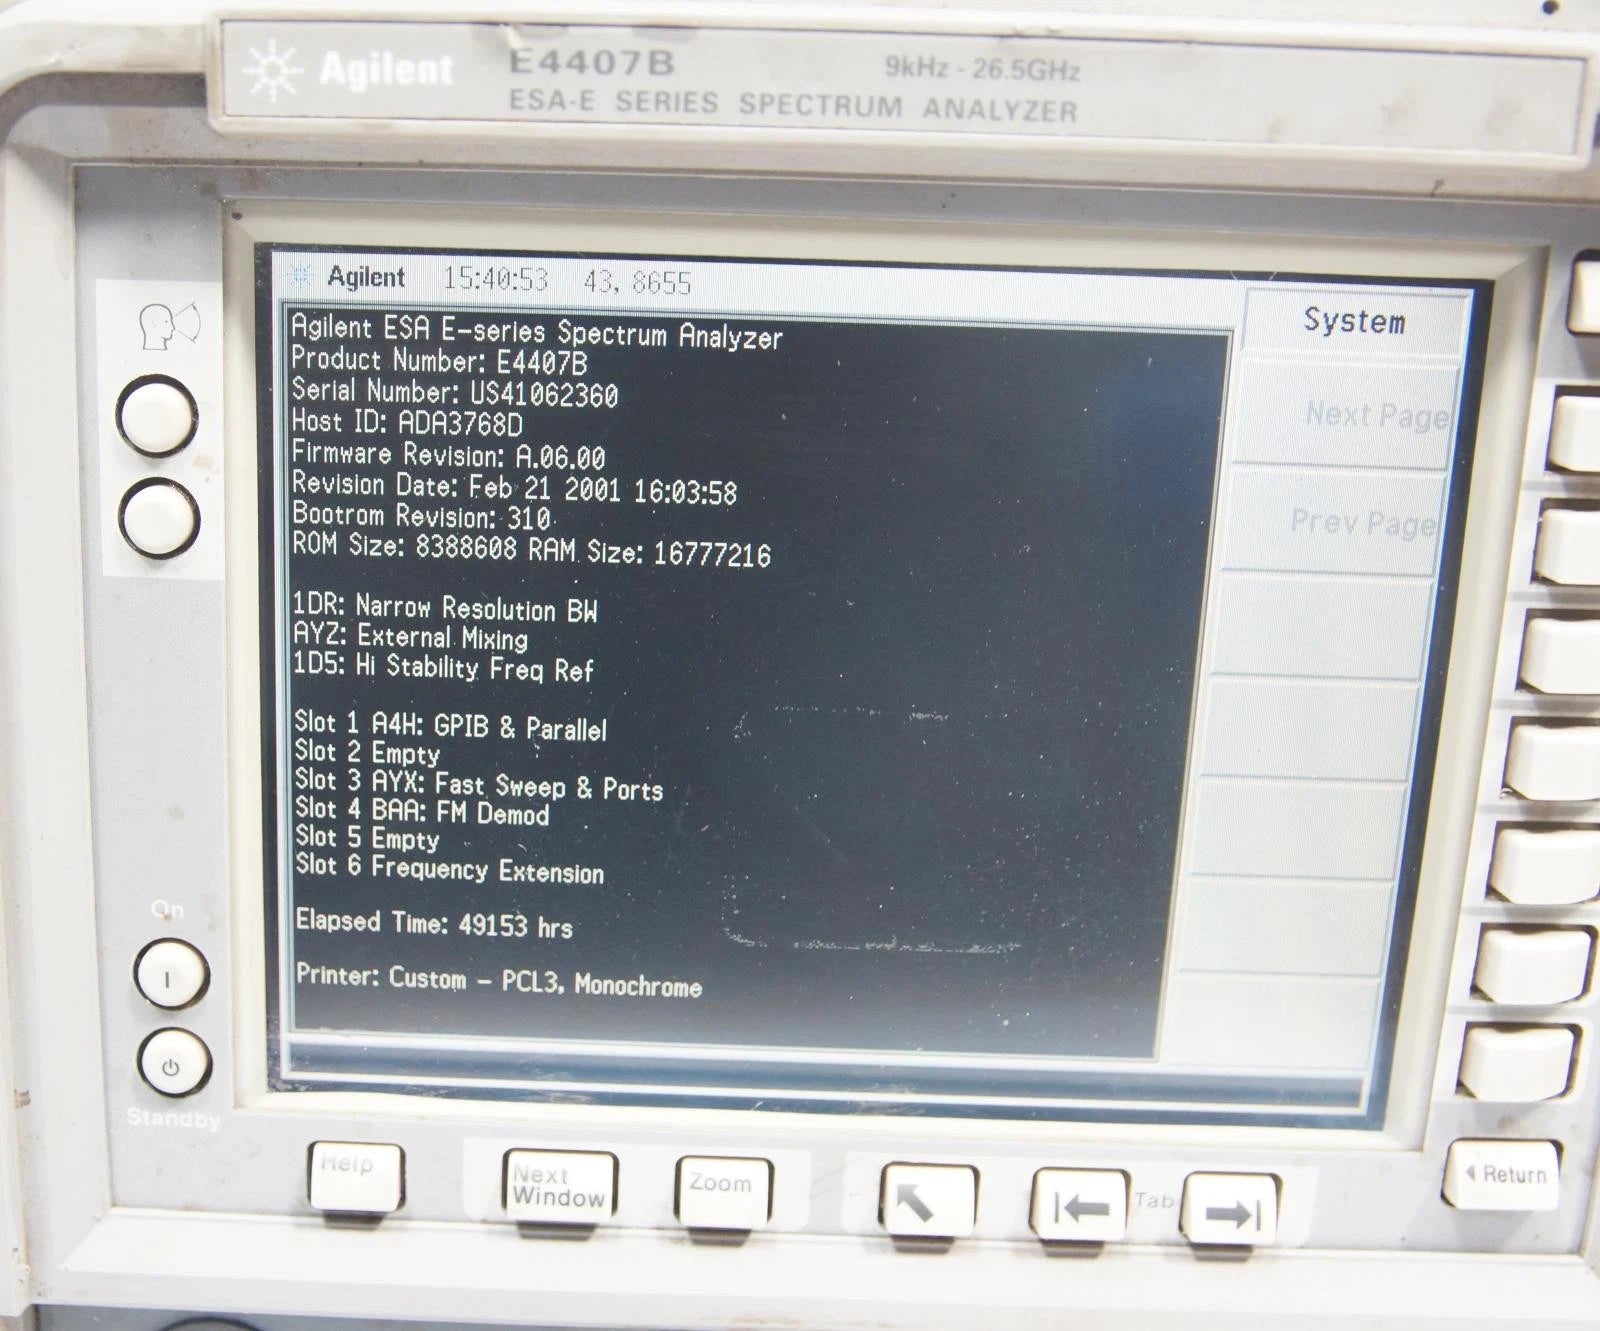 Agilent E4407B 9kHz - 26.5GHz
ESA-E SERIES SPECTRUM ANALYZER
Agilent 15:40:53 43, 8655
System
Next Page
Prev Page
Agilent ESA E-series Spectrum Analyzer
Product Number: E4407B
Serial Number: US41062360
Host ID: ADA3768D
Firmware Revision: A.06.00
Revision Date: Feb 21 2001 16:03:58
Bootrom Revision: 310
ROM Size: 8388608 RAM Size: 16777216
1DR: Narrow Resolution BW
AYZ: External Mixing
1D5: Hi Stability Freq Ref
Slot 1 A4H: GPIB & Parallel
Slot 2 Empty
Slot 3 AYX: Fast Sweep & Ports
Slot 4 BAA: FM Demod
Slot 5 Empty
Slot 6 Frequency Extension
Elapsed Time: 49153 hrs
Printer: Custom – PCL3, Monochrome
On
Standby
Help
Next
Window
Zoom
Tab
Return